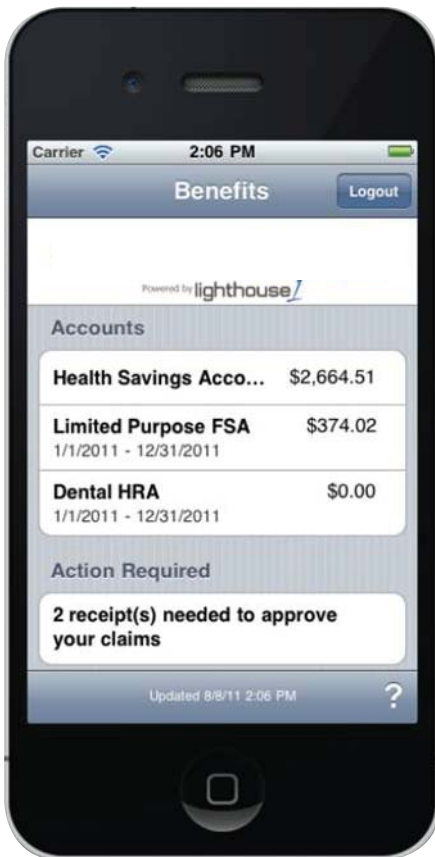 Carrier 2:06 PM
Benefits Logout
Powered by lighthouse1
Accounts
Health Savings Acco... $2,664.51
Limited Purpose FSA $374.02
1/1/2011 - 12/31/2011
Dental HRA $0.00
1/1/2011 - 12/31/2011
Action Required
2 receipt(s) needed to approve
your claims
Updated 8/8/11 2:06 PM ?